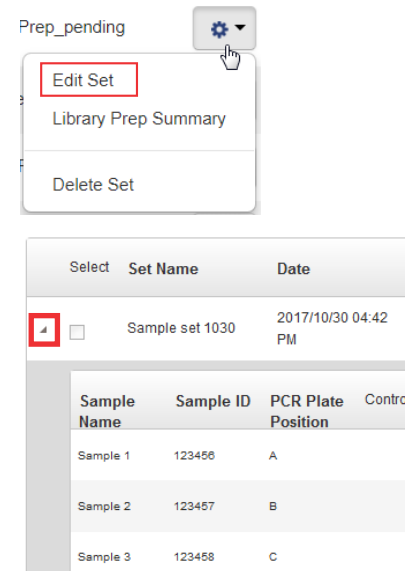 Prep_pending
Edit Set
Library Prep Summary
Delete Set
Select Set Name Date
Sample set 1030 2017/10/30 04:42
PM
Sample Sample ID PCR Plate Contro
Name Position
Sample 1 123456 A
Sample 2 123457 B
Sample 3 123458 C